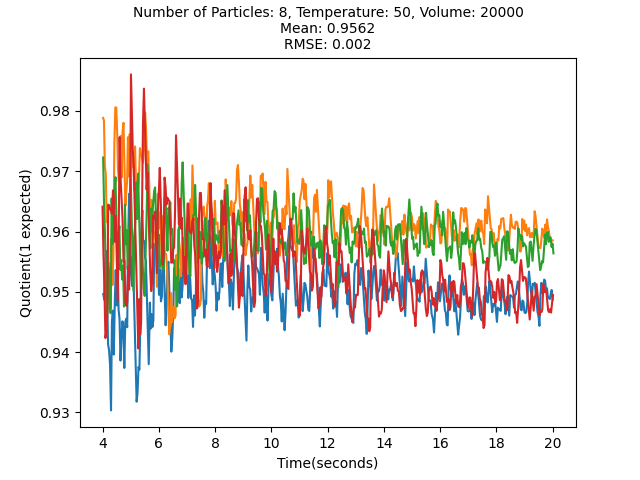 Number of Particles: 8, Temperature: 50, Volume: 20000
Mean: 0.9562
RMSE: 0.002
Quotient(1 expected)
0.98
0.97
0.96
0.95
0.94
0.93
4 6 8 10 12 14 16 18 20
Time(seconds)